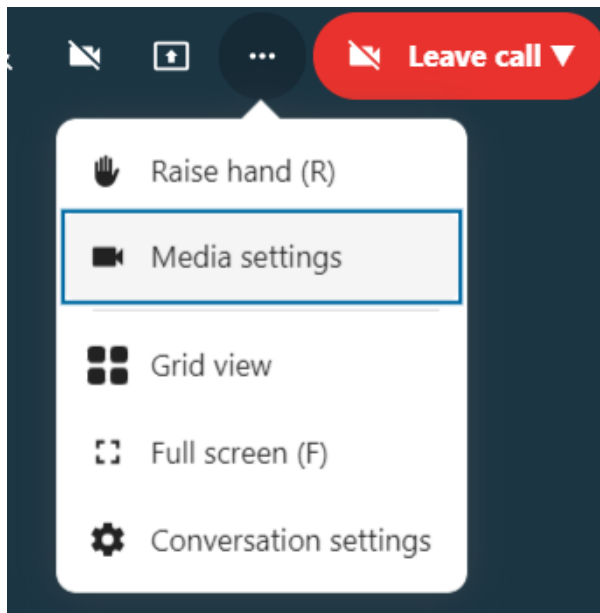 Leave call
Raise hand (R)
Media settings
Grid view
Full screen (F)
Conversation settings